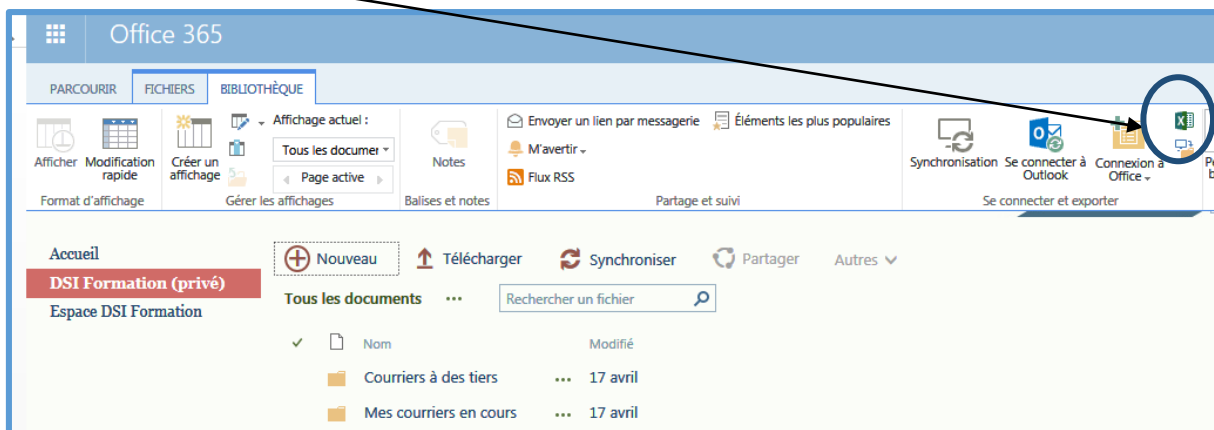 Office 365
PARCOURIR FICHIERS BIBLIOTHÈQUE
Afficher Modification rapide
Format d'affichage
Créer un affichage
Affichage actuel :
Tous les documer
Page active
Gérer les affichages
Notes
Balises et notes
Envoyer un lien par messagerie Éléments les plus populaires
M'avertir
Flux RSS
Partage et suivi
Synchronisation Se connecter à Outlook Connexion à Office
Se connecter et exporter
Accueil
DSI Formation (privé)
Espace DSI Formation
Nouveau Télécharger Synchroniser Partager Autres
Tous les documents ... Rechercher un fichier
Nom Modifié
Courriers à des tiers ... 17 avril
Mes courriers en cours ... 17 avril